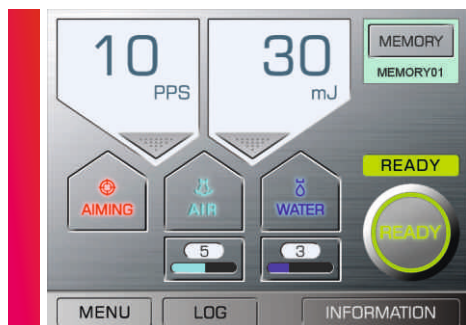 10
PPS
30
mJ
MEMORY
MEMORY01
READY
AIMING
AIR
WATER
READY
5
3
MENU
LOG
INFORMATION